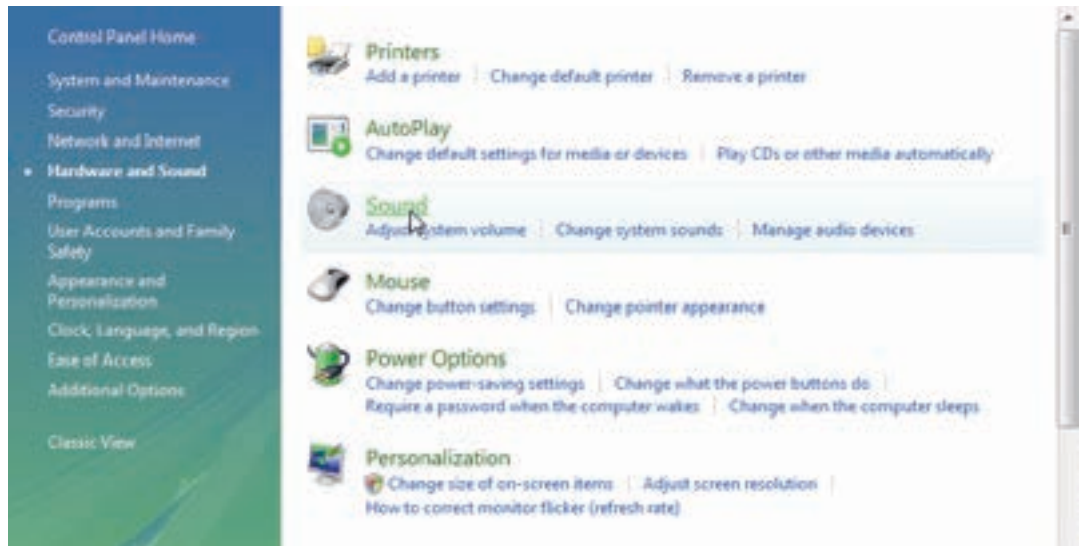 Control Panel Home
System and Maintenance
Security
Network and Internet
Hardware and Sound
Programs
User Accounts and Family
Safety
Appearance and
Personalization
Clock, Language, and Region
Ease of Access
Additional Options
Classic View
Printers
Add a printer Change default printer Remove a printer
AutoPlay
Change default settings for media or devices Play CDs or other media automatically
Sound
Adjust system volume Change system sounds Manage audio devices
Mouse
Change button settings Change pointer appearance
Power Options
Change power-saving settings Change what the power buttons do
Require a password when the computer wakes Change when the computer sleeps
Personalization
Change size of on-screen items Adjust screen resolution
How to correct monitor flicker (refresh rate)